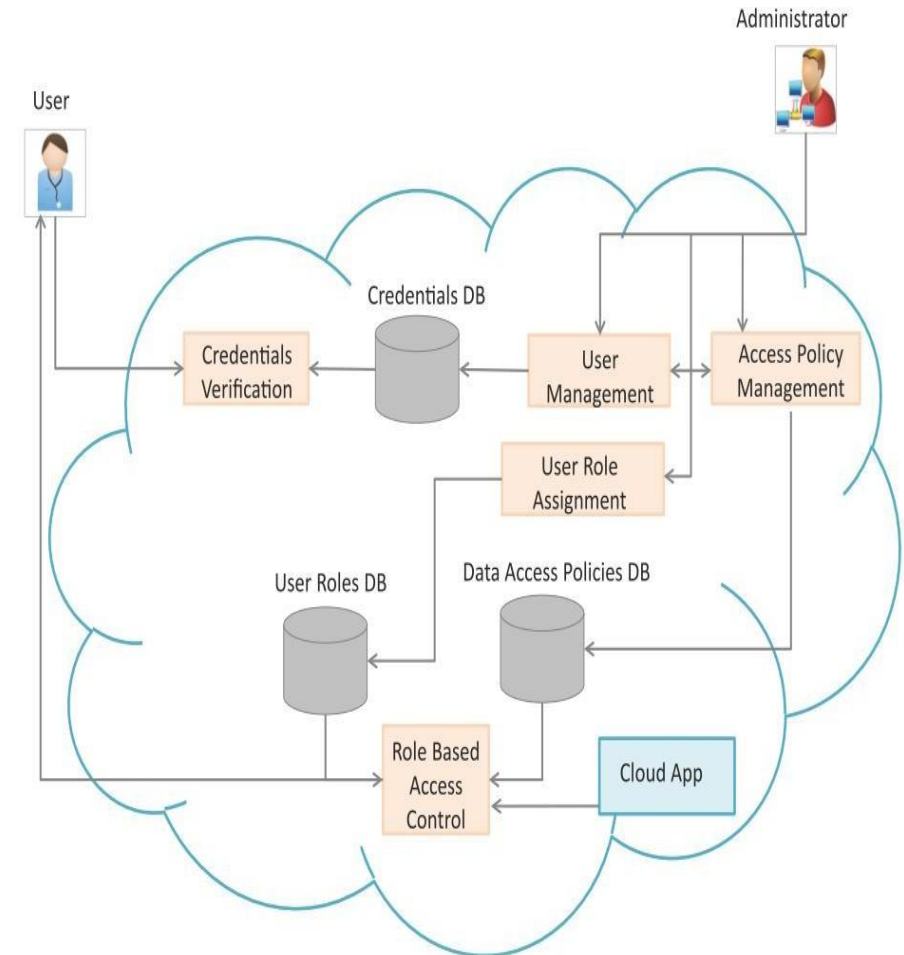 Administrator
User
Credentials DB
Credentials
Verification
User
Management
Access Policy
Management
User Role
Assignment
User Roles DB
Data Access Policies DB
Role Based
Access
Control
Cloud App